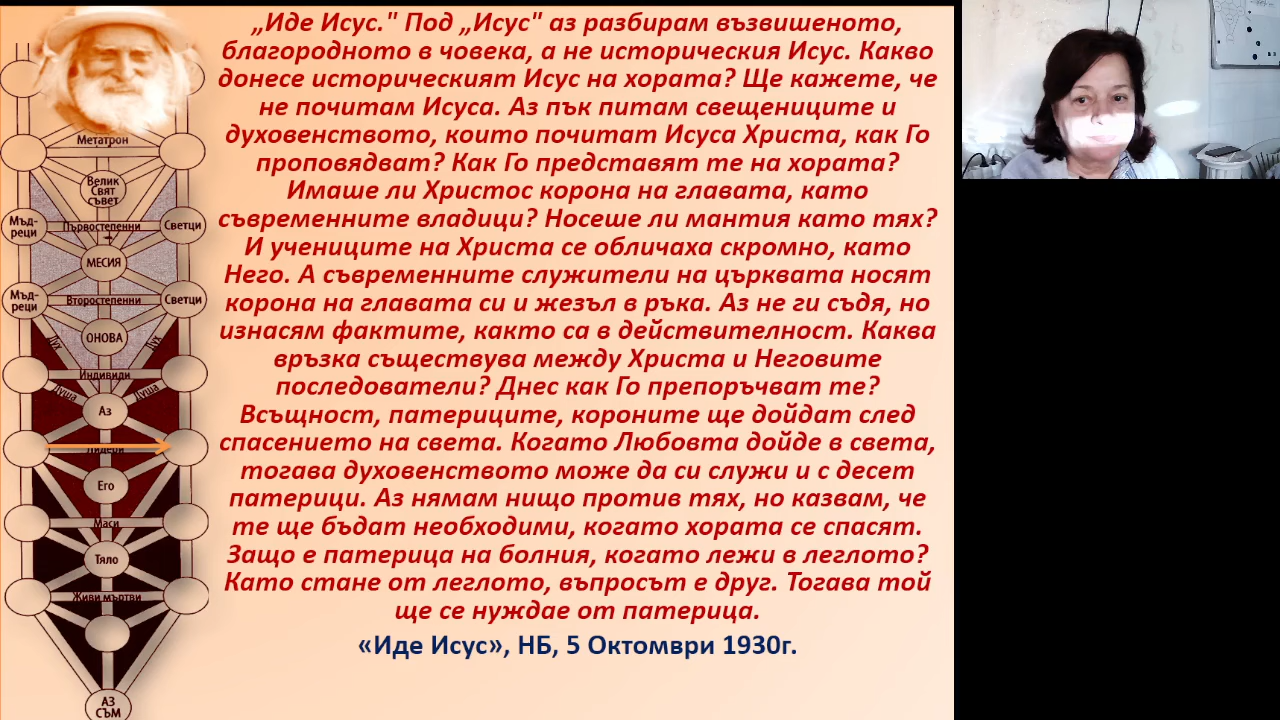 „Иде Исус." Под „Исус" аз разбирам възвишеното,
благородното в човека, а не историческия Исус. Какво
донесе историческият Исус на хората? Ще кажете, че
не почитам Исуса. Аз пък питам свещениците и
духовенството, които почитат Исуса Христа, как Го
проповядват? Как Го представят те на хората?
Имаше ли Христос корона на главата, като
съвременните владици? Носеше ли мантия като тях?
И учениците на Христа се обличаха скромно, като
Него. А съвременните служители на църквата носят
корона на главата си и жезъл в ръка. Аз не ги съдя, но
изнасям фактите, както са в действителност. Каква
връзка съществува между Христа и Неговите
последователи? Днес как Го препоръчват те?
Всъщност, патериците, короните ще дойдат след
спасението на света. Когато Любовта дойде в света,
тогава духовенството може да си служи и с десет
патерици. Аз нямам нищо против тях, но казвам, че
те ще бъдат необходими, когато хората се спасят.
Защо е патерица на болния, когато лежи в леглото?
Като стане от леглото, въпросът е друг. Тогава той
ще се нуждае от патерица.
«Иде Исус», НБ, 5 Октомври 1930г.
Метатрон
Велик
Свят
съвет
Мъд-
реци
Първостепенни
Светци
МЕСИЯ
Мъд-
реци
Второстепенни
Светци
ОНОВА
Дух
Дух
Индивиди
Душа
Душа
Аз
Лидери
Его
Маси
Тяло
Живи мъртви
АЗ
СЪМ